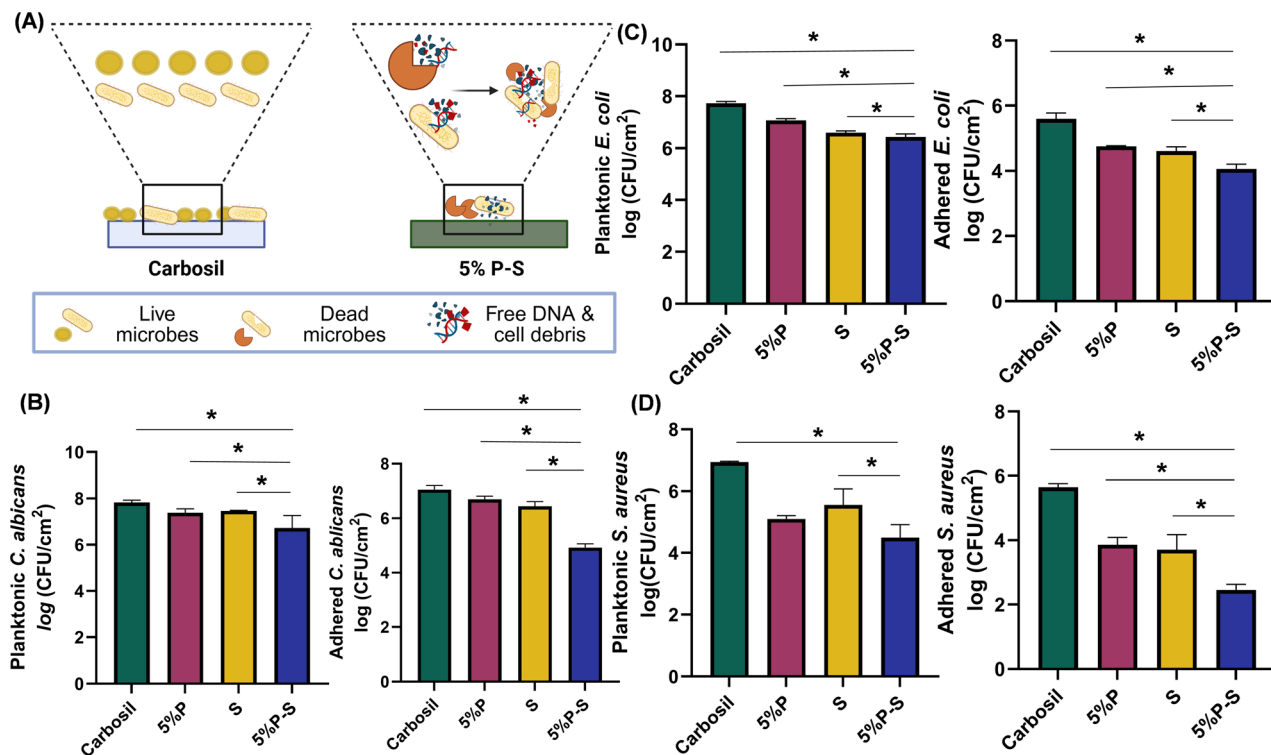 (A)
Carbosil
5% P-S
Live
microbes
Dead
microbes
Free DNA &
cell debris
(B)
Planktonic C. albicans
log (CFU/cm2)
10
8
6
4
2
0
*
*
*
Carbosil
5%P
S
5%P-S
Adhered C. ablicans
log (CFU/cm2)
8
6
4
2
0
*
*
*
Carbosil
5%P
S
5%P-S
(C)
Planktonic E. coli
log (CFU/cm2)
10
8
6
4
2
0
*
*
*
Carbosil
5%P
S
5%P-S
Adhered E. coli
log (CFU/cm2)
8
6
4
2
0
*
*
*
Carbosil
5%P
S
5%P-S
(D)
Planktonic S. aureus
log(CFU/cm2)
8
6
4
2
0
*
*
Carbosil
5%P
S
5%P-S
Adhered S. aureus
log (CFU/cm2)
8
6
4
2
0
*
*
*
Carbosil
5%P
S
5%P-S